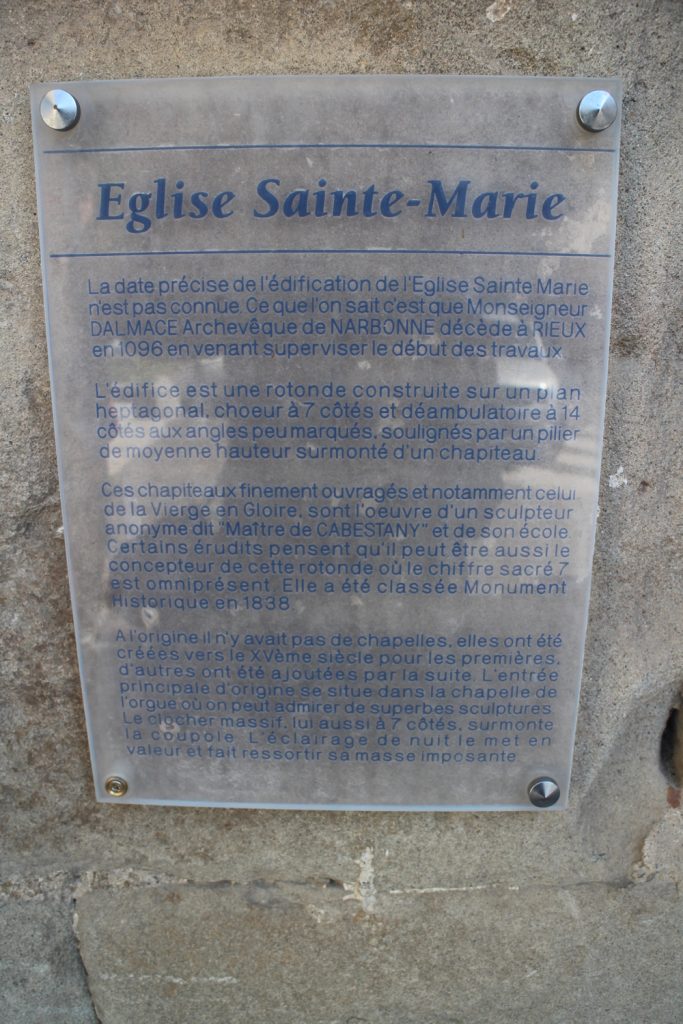 Eglise Sainte-Marie
La date précise de l'édification de l'Eglise Sainte Marie
n'est pas connue. Ce que l'on sait c'est que Monseigneur
DALMACE Archevêque de NARBONNE décède à RIEUX
en 1096 en venant superviser le début des travaux.
L'édifice est une rotonde construite sur un plan
heptagonal, choeur à 7 côtés et déambulatoire à 14
côtés aux angles peu marqués, soulignés par un pilier
de moyenne hauteur surmonté d'un chapiteau.
Ces chapiteaux finement ouvragés et notamment celui
de la Vierge en Gloire, sont l'oeuvre d'un sculpteur
anonyme dit "Maître de CABESTANY" et de son école.
Certains érudits pensent qu'il peut être aussi le
concepteur de cette rotonde où le chiffre sacré 7
est omniprésent. Elle a été classée Monument
Historique en 1838.
A l'origine il n'y avait pas de chapelles, elles ont été
créées vers le XVème siècle pour les premières,
d'autres ont été ajoutées par la suite. L'entrée
principale d'origine se situe dans la chapelle de
l'orgue où on peut admirer de superbes sculptures.
Le clocher massif, lui aussi à 7 côtés, surmonte
la coupole. L'éclairage de nuit le met en
valeur et fait ressortir sa masse imposante.